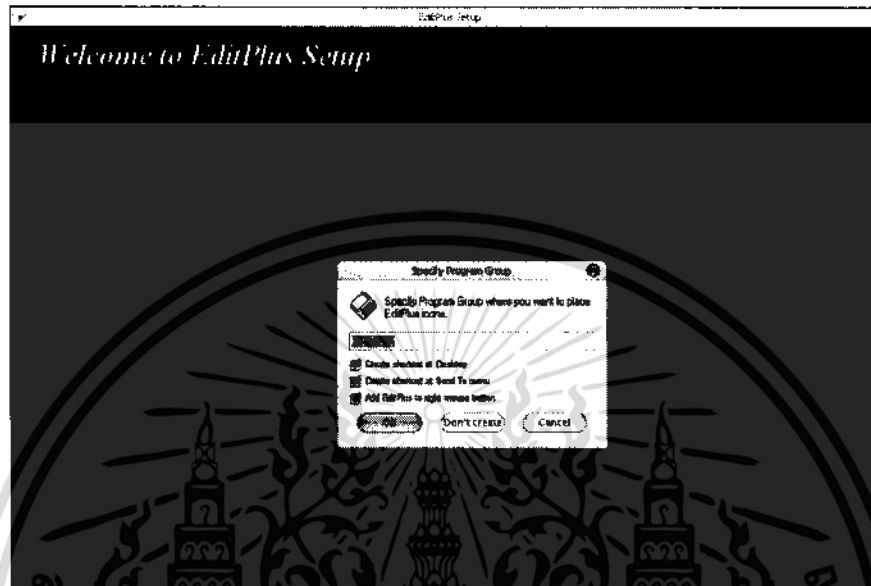 EditPlus Setup
Welcome to EditPlus Setup
Specify Program Group
Specify Program Group where you want to place
EditPlus icons.
Create shortcut at Desktop
Create shortcut at Send To menu
Add EditPlus to right mouse button
OK
Don't create
Cancel